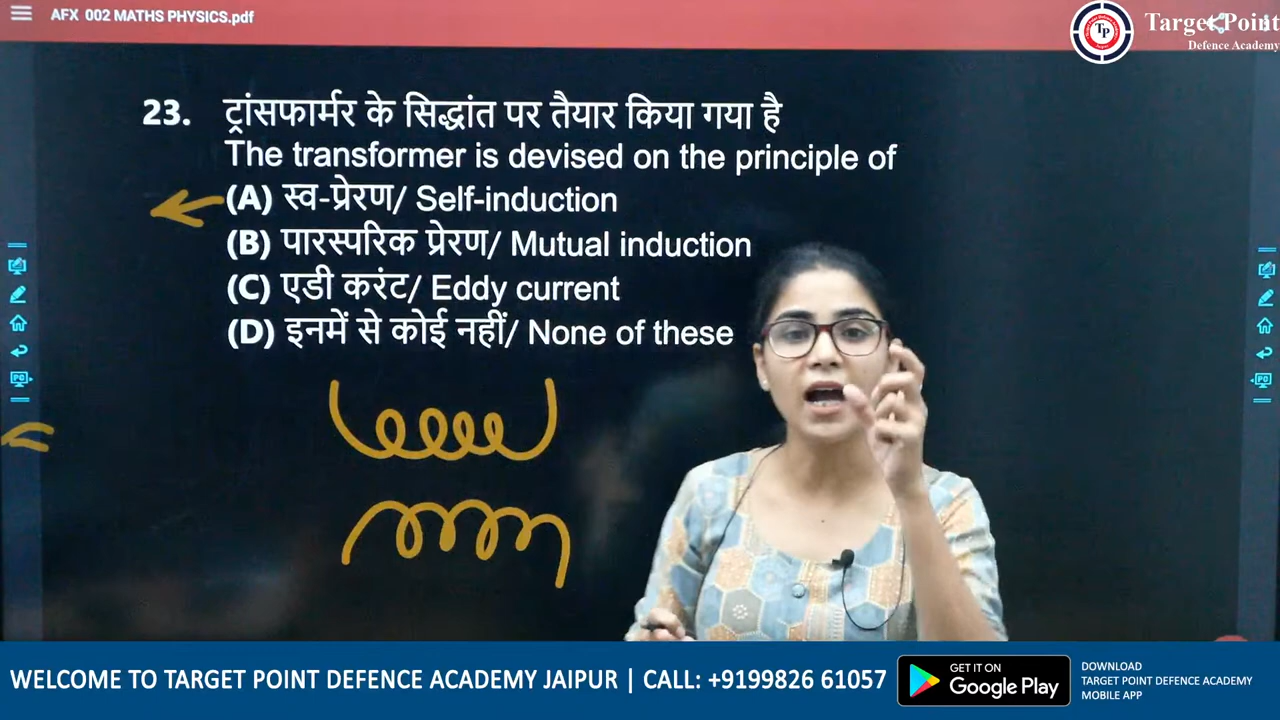 AFX 002 MATHS PHYSICS.pdf
Target Point
Defence Academy
TP
23. ट्रांसफार्मर के सिद्धांत पर तैयार किया गया है
The transformer is devised on the principle of
(A) स्व-प्रेरण/ Self-induction
(B) पारस्परिक प्रेरण/ Mutual induction
(C) एडी करंट/ Eddy current
(D) इनमें से कोई नहीं/ None of these
PC
PC
WELCOME TO TARGET POINT DEFENCE ACADEMY JAIPUR | CALL: +9199826 61057
GET IT ON
Google Play
DOWNLOAD
TARGET POINT DEFENCE ACADEMY
MOBILE APP